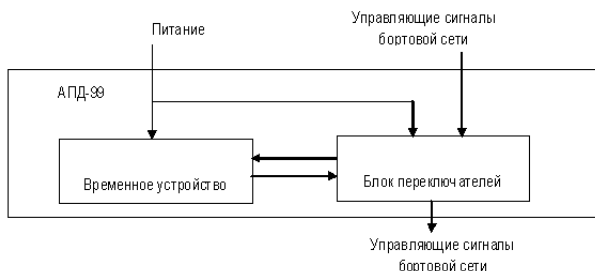 Управляющие сигналы
бортовой сети
Питание
АПД-99
Временное устройство
Блок переключателей
Управляющие сигналы
бортовой сети